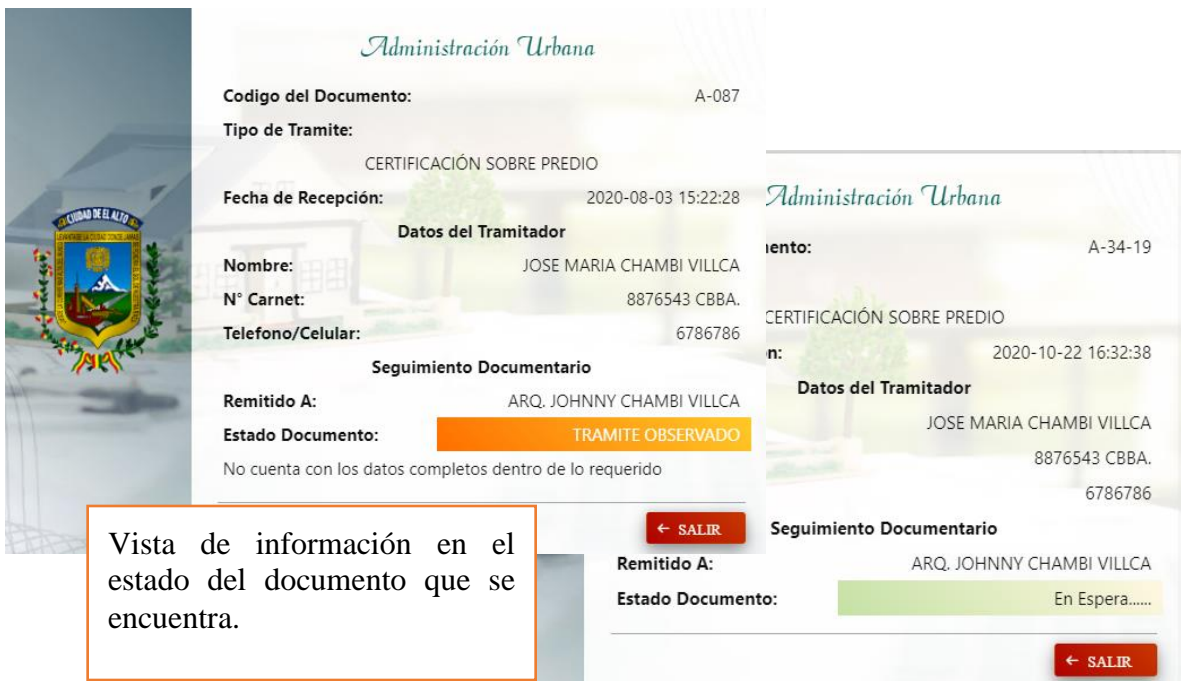 Administración Urbana
Codigo del Documento: A-087
Tipo de Tramite:
CERTIFICACIÓN SOBRE PREDIO
Fecha de Recepción: 2020-08-03 15:22:28
Datos del Tramitador
Nombre: JOSE MARIA CHAMBI VILLCA
N° Carnet: 8876543 CBBA.
Telefono/Celular: 6786786
Seguimiento Documentario
Remitido A: ARQ. JOHNNY CHAMBI VILLCA
Estado Documento: TRAMITE OBSERVADO
No cuenta con los datos completos dentro de lo requerido
← SALIR
CIUDAD DE EL ALTO
Administración Urbana
ento: A-34-19
CERTIFICACIÓN SOBRE PREDIO
n: 2020-10-22 16:32:38
Datos del Tramitador
JOSE MARIA CHAMBI VILLCA
8876543 CBBA.
6786786
Seguimiento Documentario
Remitido A: ARQ. JOHNNY CHAMBI VILLCA
Estado Documento: En Espera......
← SALIR
Vista de información en el
estado del documento que se
encuentra.